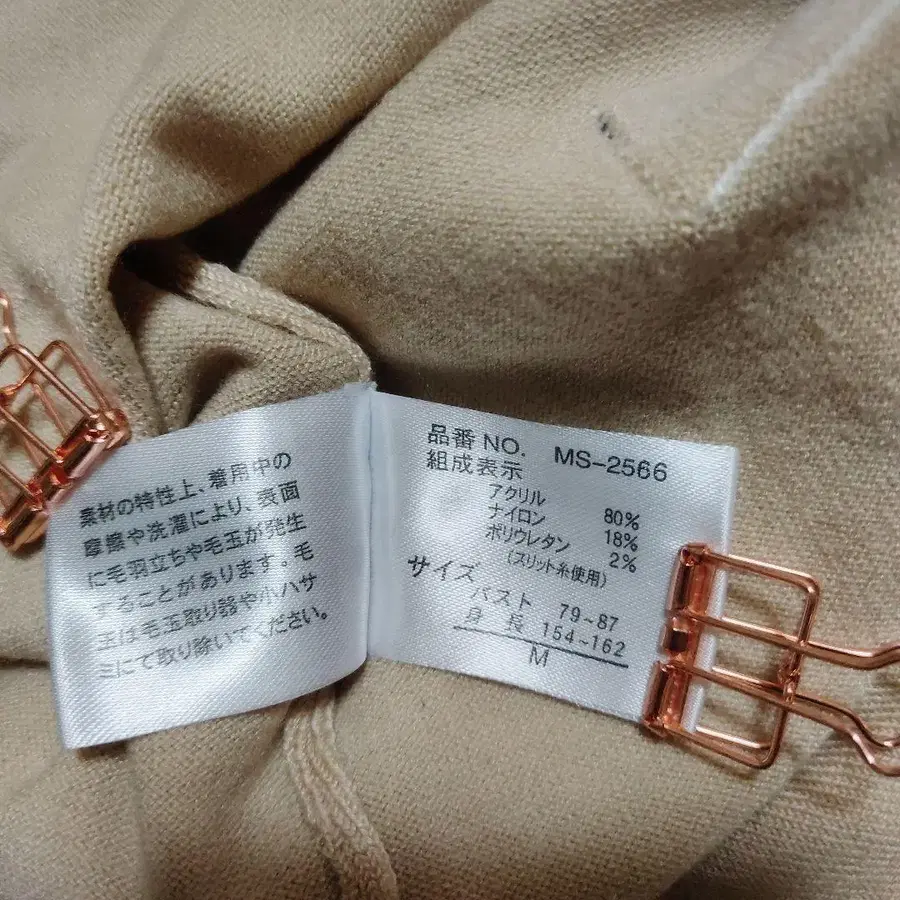 素材の特性上、着用中の
摩擦や洗濯により、表面
に毛羽立ちや毛玉が発生
することがあります。毛
玉は毛玉取り器や小ハサ
ミにて取り除いてください。
品番NO. MS-2566
組成表示
アクリル 80%
ナイロン 18%
ポリウレタン 2%
(スリット糸使用)
サイズ
バスト 79~87
身長 154~162
M